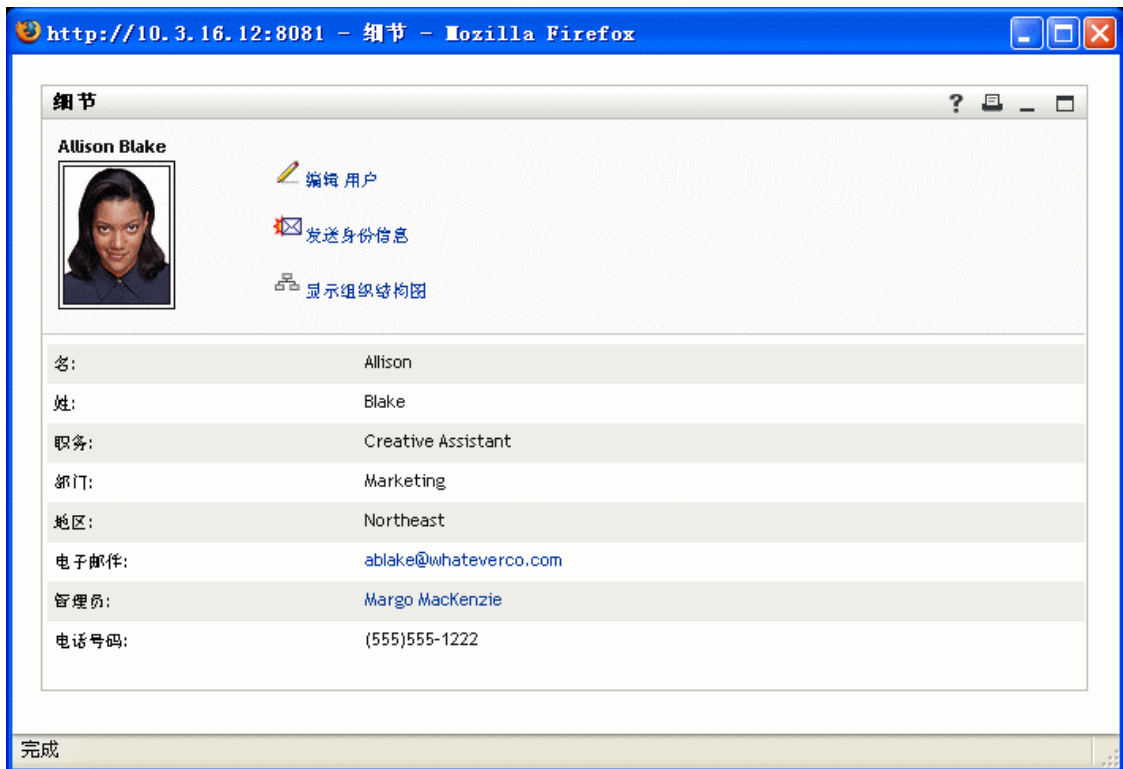 http://10.3.16.12:8081 - 细节 - Mozilla Firefox
细节
Allison Blake
编辑 用户
发送身份信息
显示组织结构图
名: Allison
姓: Blake
职务: Creative Assistant
部门: Marketing
地区: Northeast
电子邮件: ablake@whateverco.com
管理员: Margo MacKenzie
电话号码: (555)555-1222
完成